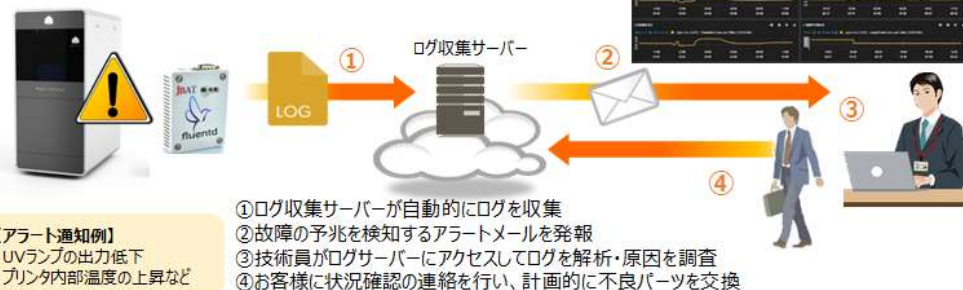 ログ収集サーバー
①
②
③
④
LOG
JBAT
fluentd
【アラート通知例】
UVランプの出力低下
プリンタ内部温度の上昇など
①ログ収集サーバーが自動的にログを収集
②故障の予兆を検知するアラートメールを発報
③技術員がログサーバーにアクセスしてログを解析・原因を調査
④お客様に状況確認の連絡を行い、計画的に不良パーツを交換